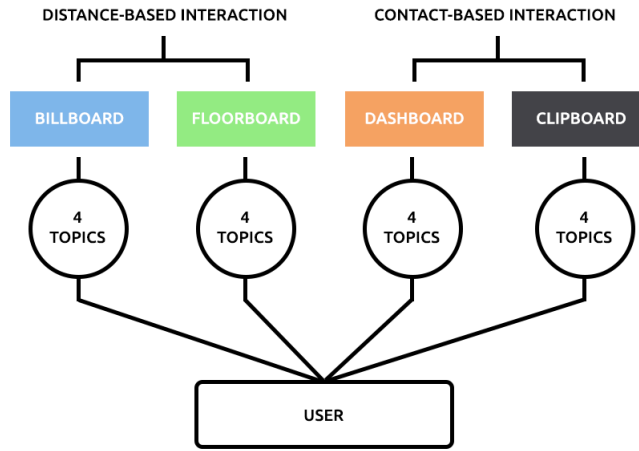 DISTANCE-BASED INTERACTION
CONTACT-BASED INTERACTION
BILLBOARD
FLOORBOARD
DASHBOARD
CLIPBOARD
4
TOPICS
4
TOPICS
4
TOPICS
4
TOPICS
USER